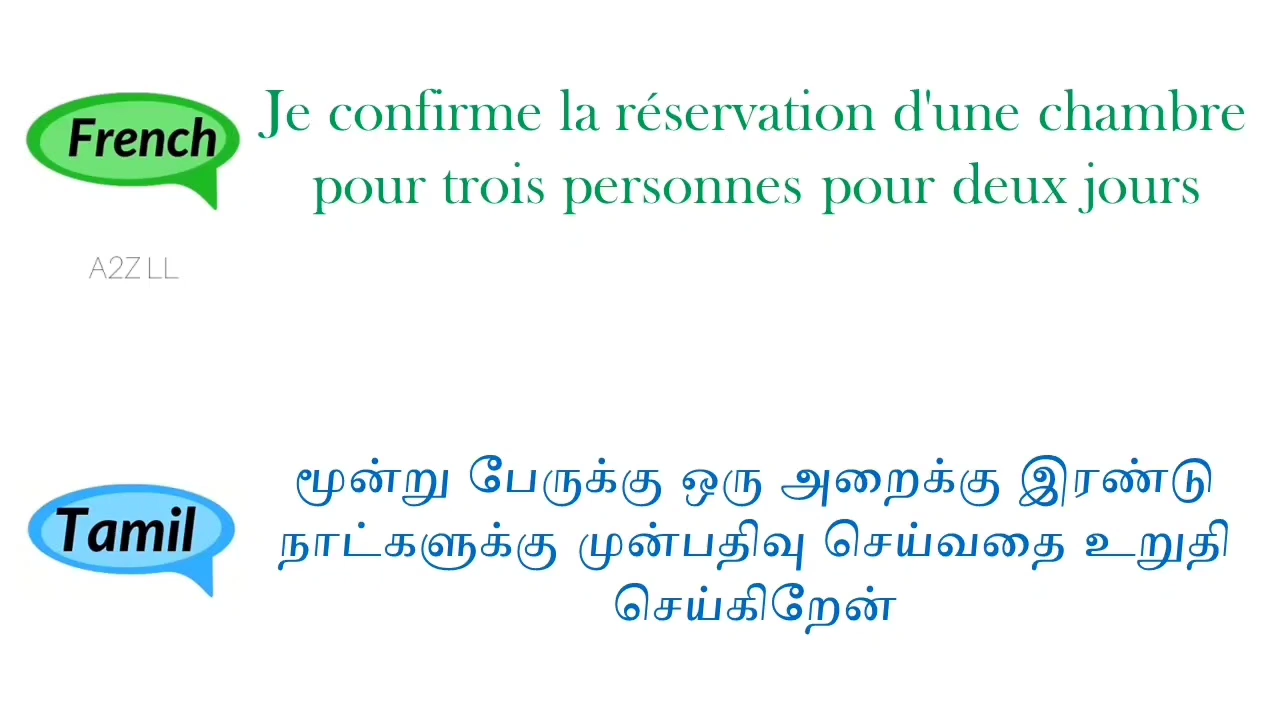 French
Je confirme la réservation d'une chambre
pour trois personnes pour deux jours
A2Z LL
Tamil
மூன்று பேருக்கு ஒரு அறைக்கு இரண்டு
நாட்களுக்கு முன்பதிவு செய்வதை உறுதி
செய்கிறேன்